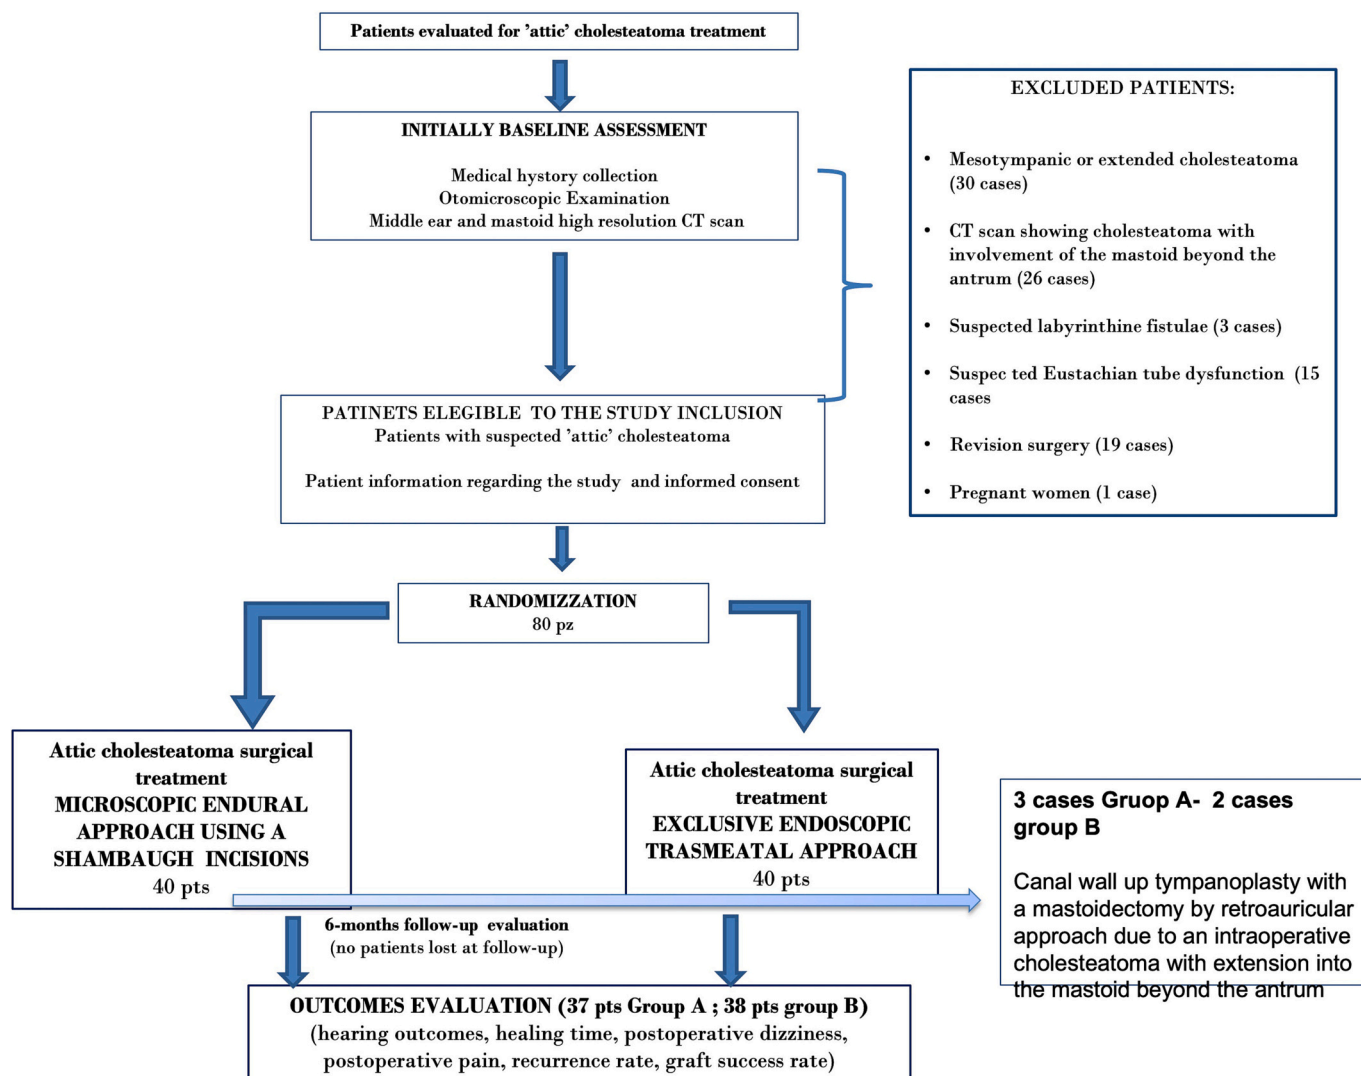 Patients evaluated for 'attic' cholesteatoma treatment
INITIALLY BASELINE ASSESSMENT
Medical hystory collection
Otomicroscopic Examination
Middle ear and mastoid high resolution CT scan
EXCLUDED PATIENTS:
• Mesotympanic or extended cholesteatoma
(30 cases)
• CT scan showing cholesteatoma with
involvement of the mastoid beyond the
antrum (26 cases)
• Suspected labyrinthine fistulae (3 cases)
• Suspec ted Eustachian tube dysfunction (15
cases
• Revision surgery (19 cases)
• Pregnant women (1 case)
PATINETS ELEGIBLE TO THE STUDY INCLUSION
Patients with suspected 'attic' cholesteatoma
Patient information regarding the study and informed consent
RANDOMIZZATION
80 pz
Attic cholesteatoma surgical
treatment
MICROSCOPIC ENDURAL
APPROACH USING A
SHAMBAUGH INCISIONS
40 pts
Attic cholesteatoma surgical
treatment
EXCLUSIVE ENDOSCOPIC
TRASMEATAL APPROACH
40 pts
3 cases Gruop A- 2 cases
group B
Canal wall up tympanoplasty with
a mastoidectomy by retroauricular
approach due to an intraoperative
cholesteatoma with extension into
the mastoid beyond the antrum
6-months follow-up evaluation
(no patients lost at follow-up)
OUTCOMES EVALUATION (37 pts Group A ; 38 pts group B)
(hearing outcomes, healing time, postoperative dizziness,
postoperative pain, recurrence rate, graft success rate)